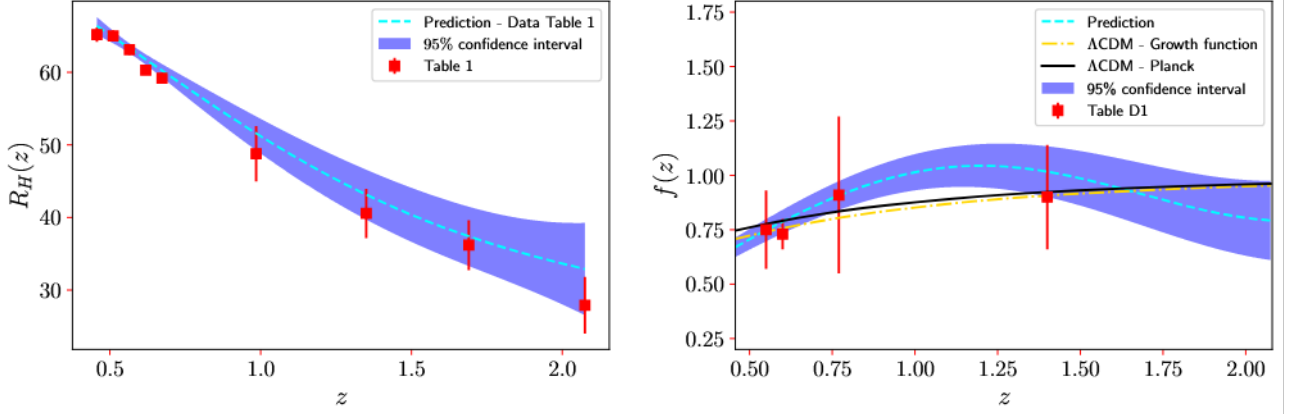 Prediction - Data Table 1
95% confidence interval
Table 1
60
50
40
30
R_H(z)
0.5
1.0
1.5
2.0
z
Prediction
ΛCDM - Growth function
ΛCDM - Planck
95% confidence interval
Table D1
1.75
1.50
1.25
1.00
0.75
0.50
0.25
f(z)
0.50
0.75
1.00
1.25
1.50
1.75
2.00
z